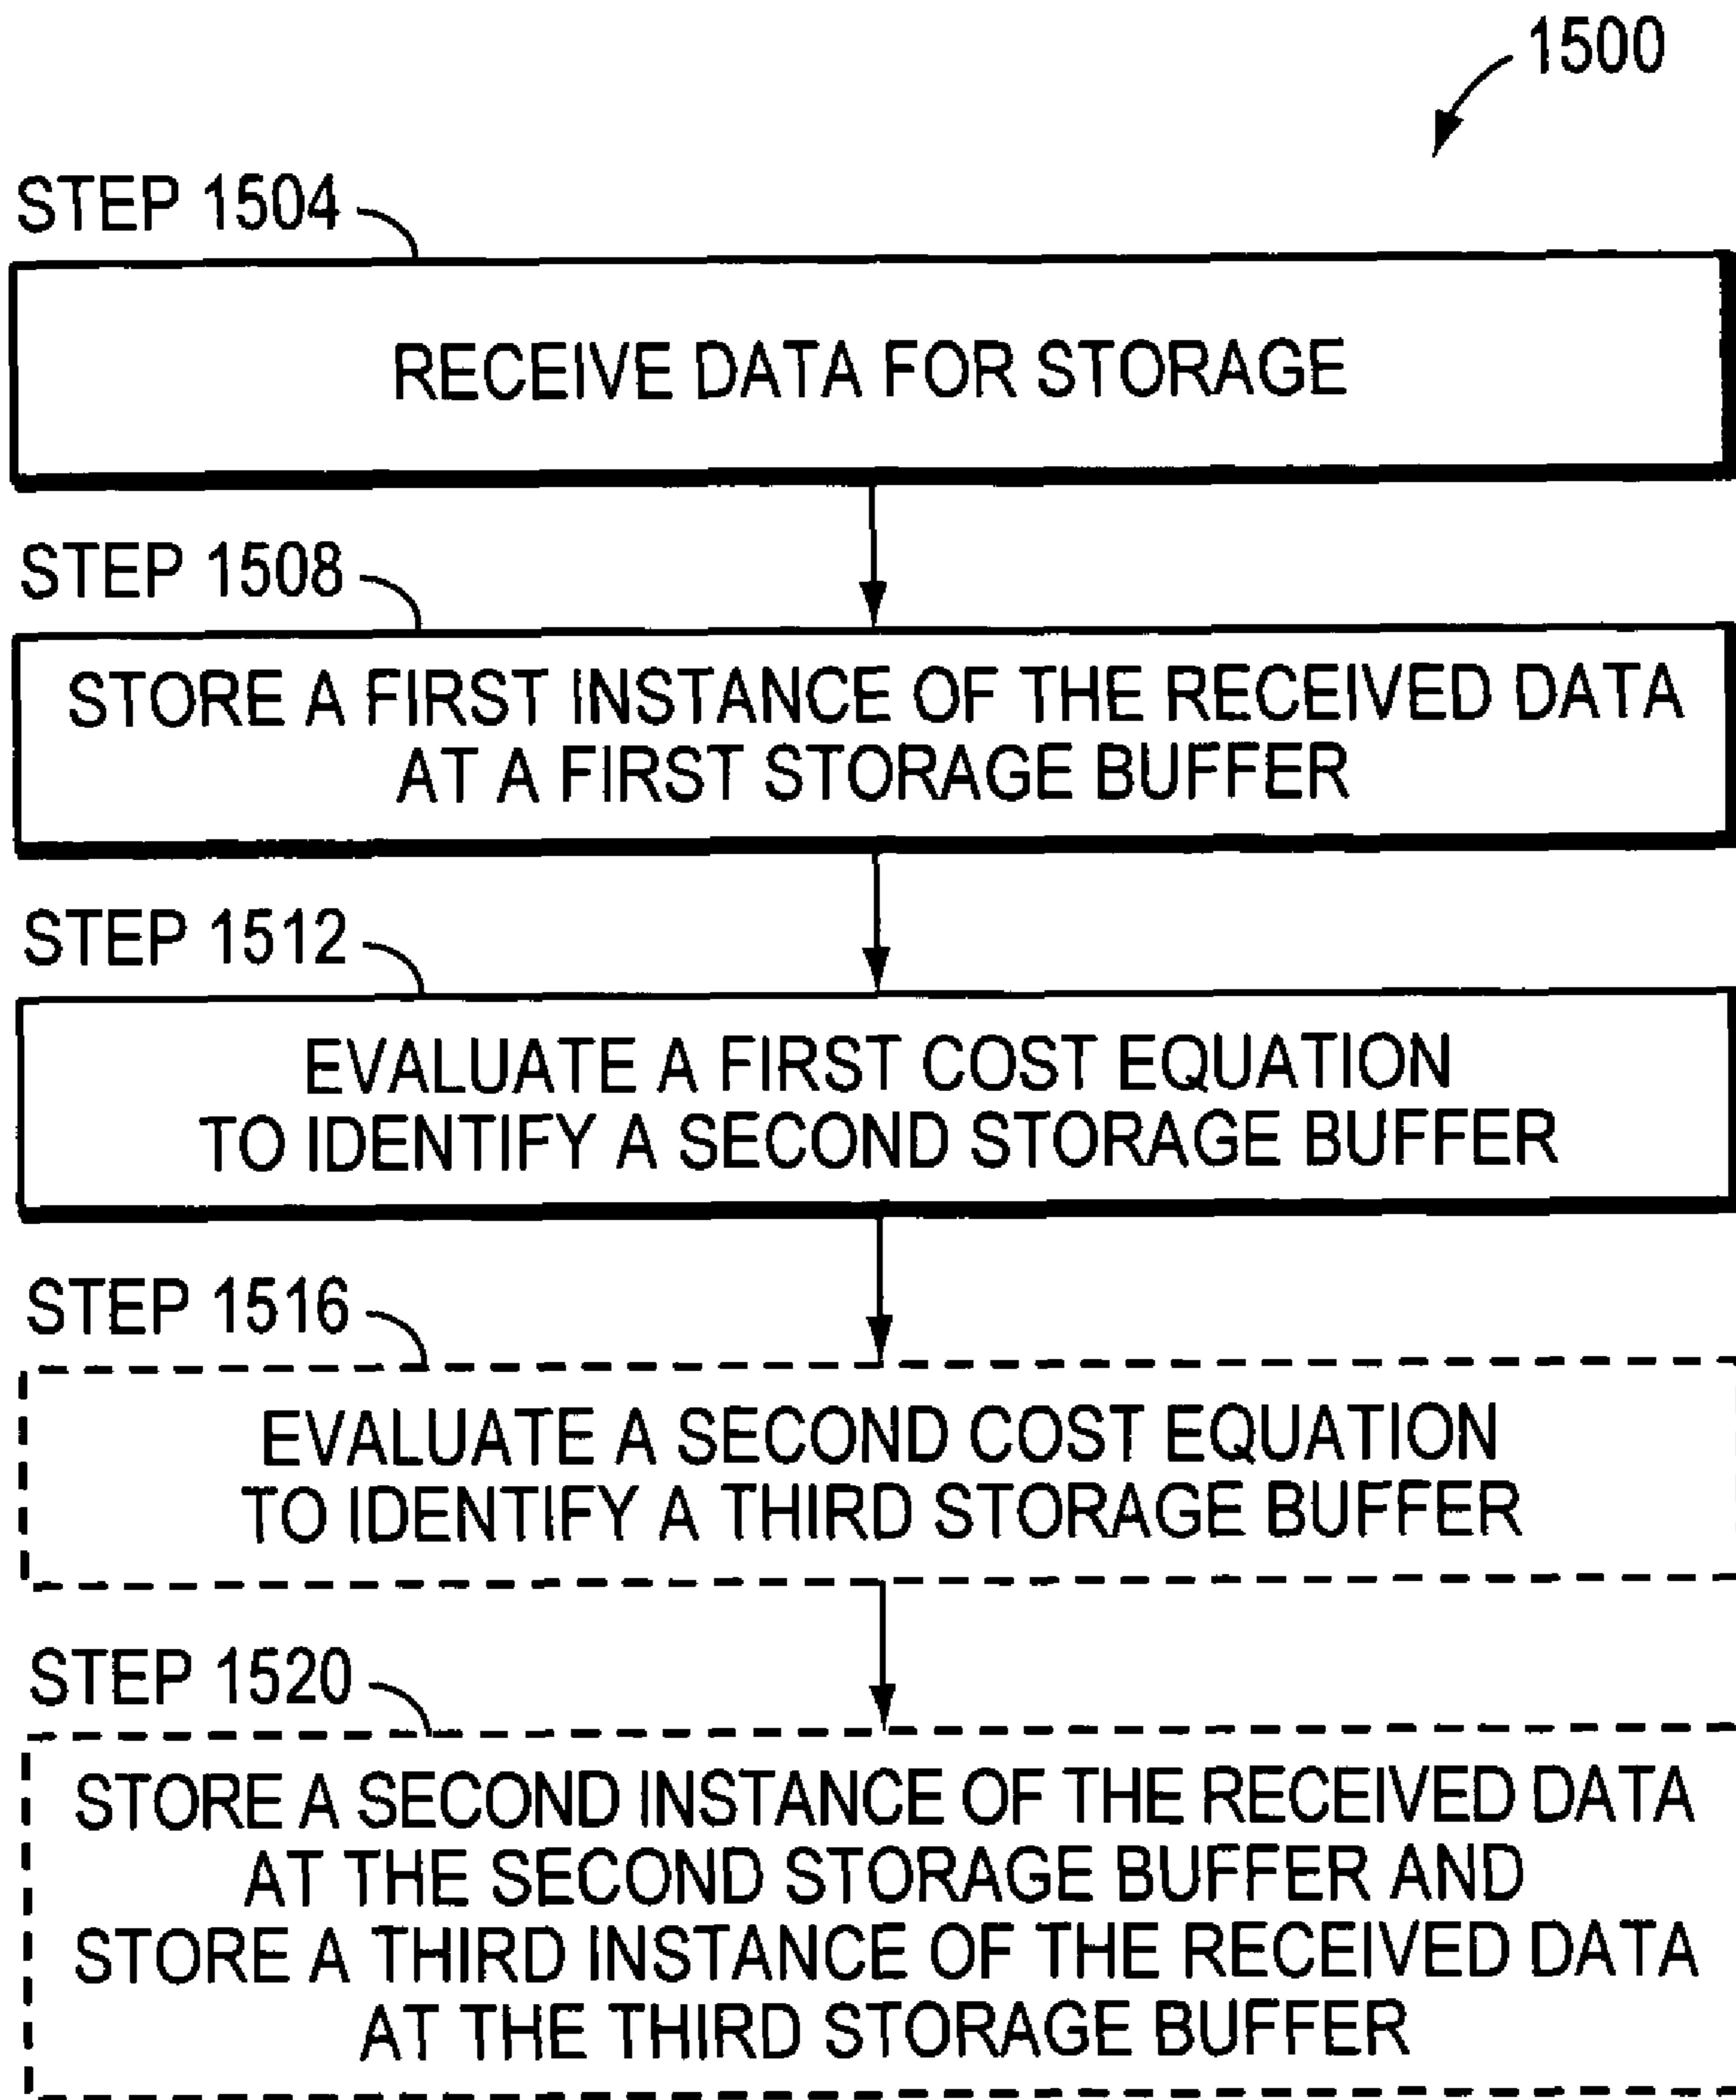 1500
STEP 1504
RECEIVE DATA FOR STORAGE
STEP 1508
STORE A FIRST INSTANCE OF THE RECEIVED DATA
AT A FIRST STORAGE BUFFER
STEP 1512
EVALUATE A FIRST COST EQUATION
TO IDENTIFY A SECOND STORAGE BUFFER
STEP 1516
EVALUATE A SECOND COST EQUATION
TO IDENTIFY A THIRD STORAGE BUFFER
STEP 1520
STORE A SECOND INSTANCE OF THE RECEIVED DATA
AT THE SECOND STORAGE BUFFER AND
STORE A THIRD INSTANCE OF THE RECEIVED DATA
AT THE THIRD STORAGE BUFFER